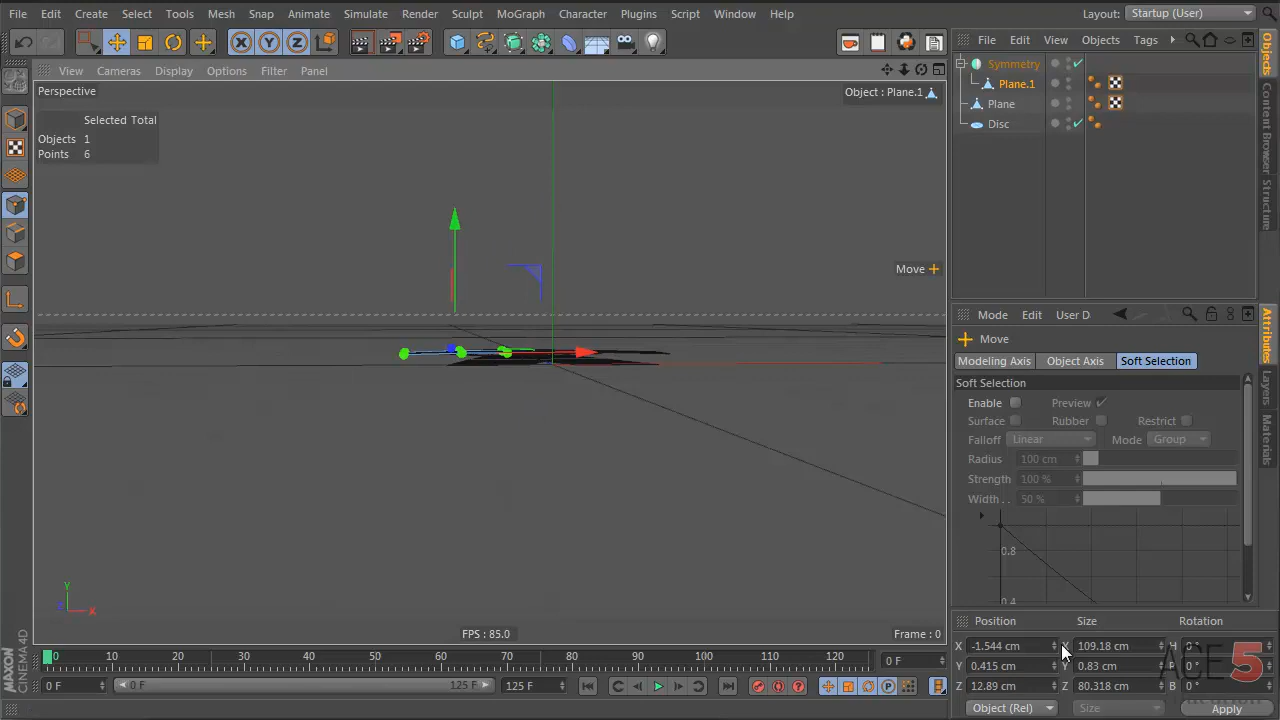 File Edit Create Select Tools Mesh Snap Animate Simulate Render Sculpt MoGraph Character Plugins Script Window Help Layout: Startup (User)
X Y Z
File Edit View Objects Tags
View Cameras Display Options Filter Panel
Perspective Object : Plane.1
Selected Total
Objects 1
Points 6
Symmetry
Plane.1
Plane
Disc
Objects
Content Browser
Structure
Move
Mode Edit User D
Move
Modeling Axis Object Axis Soft Selection
Soft Selection
Enable Preview
Surface Rubber Restrict
Falloff Linear Mode Group
Radius 100 cm
Strength 100 %
Width . . 50 %
0.8
0.4
Attributes
Layers
Materials
Y
Z X
FPS : 85.0 Frame : 0
0 10 20 30 40 50 60 70 80 90 100 110 120 0 F
0 F 0 F 125 F 125 F
P
Position Size Rotation
X -1.544 cm X 109.18 cm H 0 °
Y 0.415 cm Y 0.83 cm P 0 °
Z 12.89 cm Z 80.318 cm B 0 °
Object (Rel) Size Apply
MAXON
CINEMA4D
ACE5